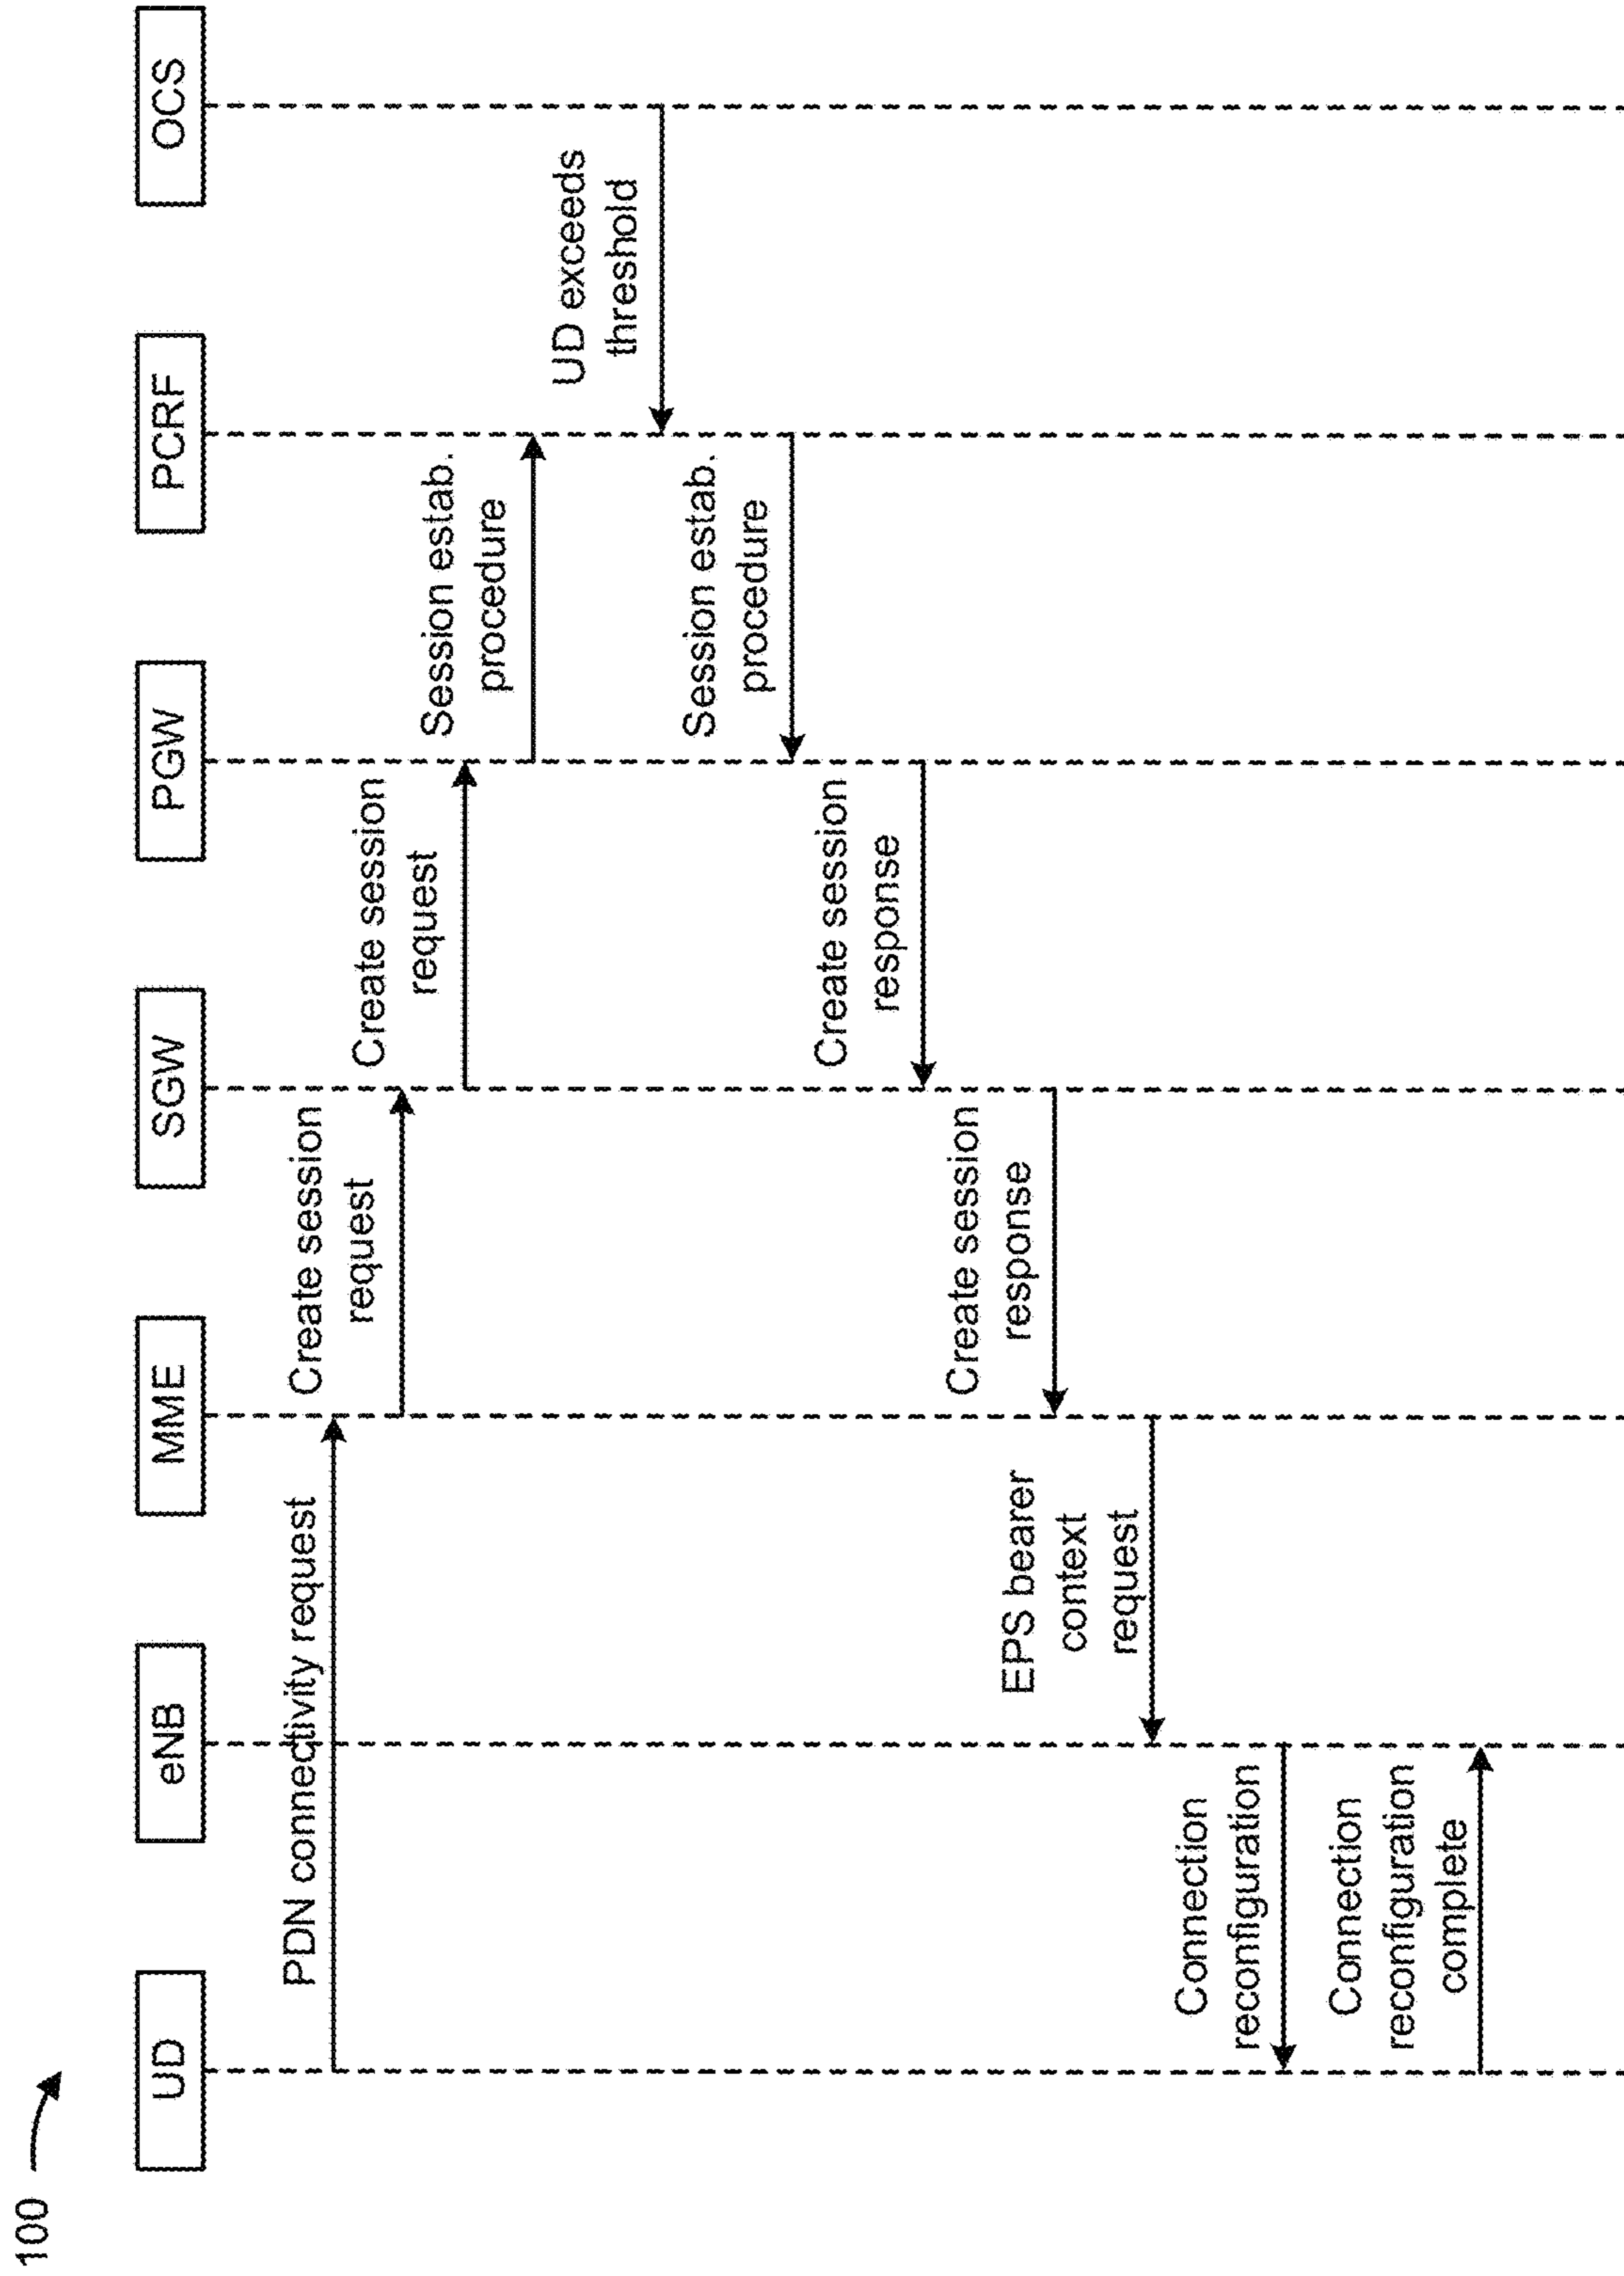 100
UD
eNB
MME
SGW
PGW
PCRF
OCS
PDN connectivity request
Create session
request
Create session
request
Session estab.
procedure
UD exceeds
threshold
Session estab.
procedure
Create session
response
Create session
response
EPS bearer
context
request
Connection
reconfiguration
Connection
reconfiguration
complete